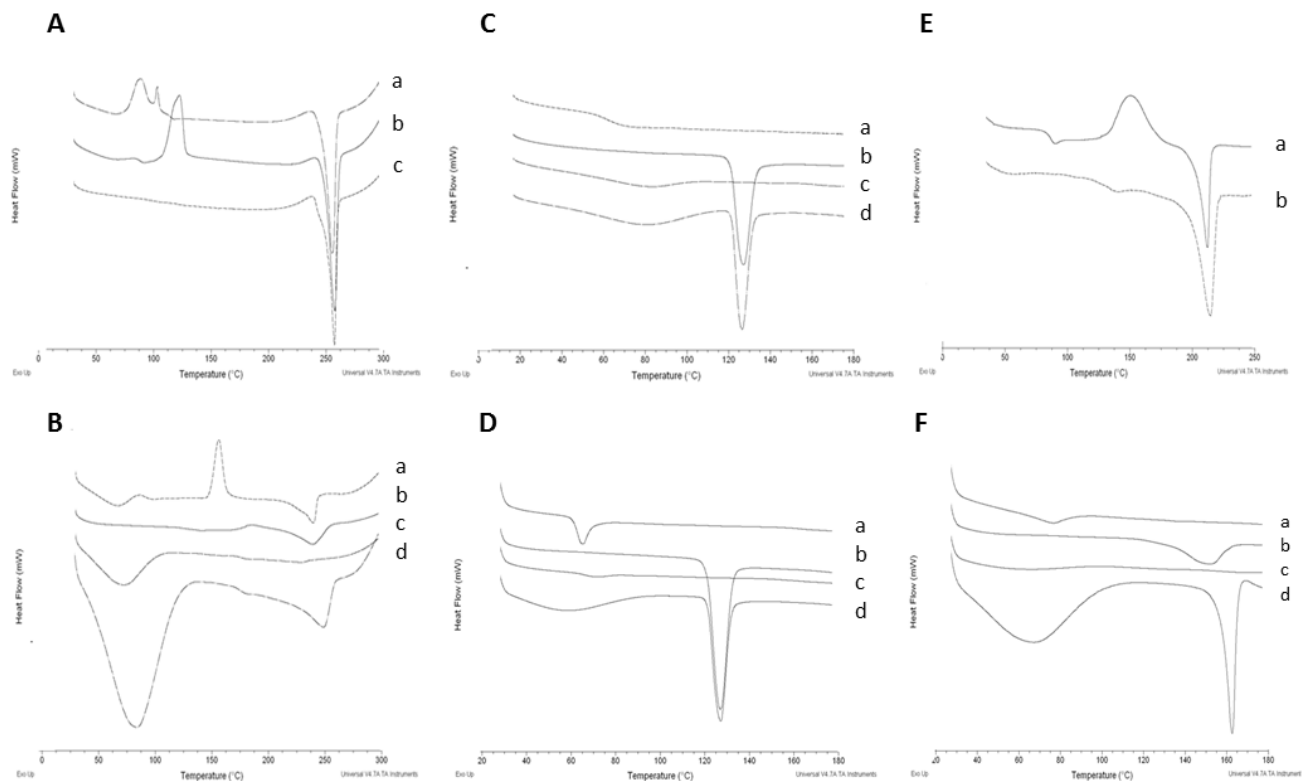 A
C
E
a
b
c
a
b
c
d
a
b
Heat Flow (mW)
Heat Flow (mW)
Heat Flow (mW)
0 50 100 150 200 250 300
0 20 40 60 80 100 120 140 160 180
0 50 100 150 200 250
Exo Up Temperature (°C) Universal V4.7A TA Instruments
Exo Up Temperature (°C) Universal V4.7A TA Instruments
Exo Up Temperature (°C) Universal V4.7A TA Instruments
B
D
F
a
b
c
d
a
b
c
d
a
b
c
d
Heat Flow (mW)
Heat Flow (mW)
Heat Flow (mW)
0 50 100 150 200 250 300
20 40 60 80 100 120 140 160 180
40 60 80 100 120 140 160 180
Exo Up Temperature (°C) Universal V4.7A TA Instruments
Exo Up Temperature (°C) Universal V4.7A TA Instruments
Exo Up Temperature (°C) Universal V4.7A TA Instruments